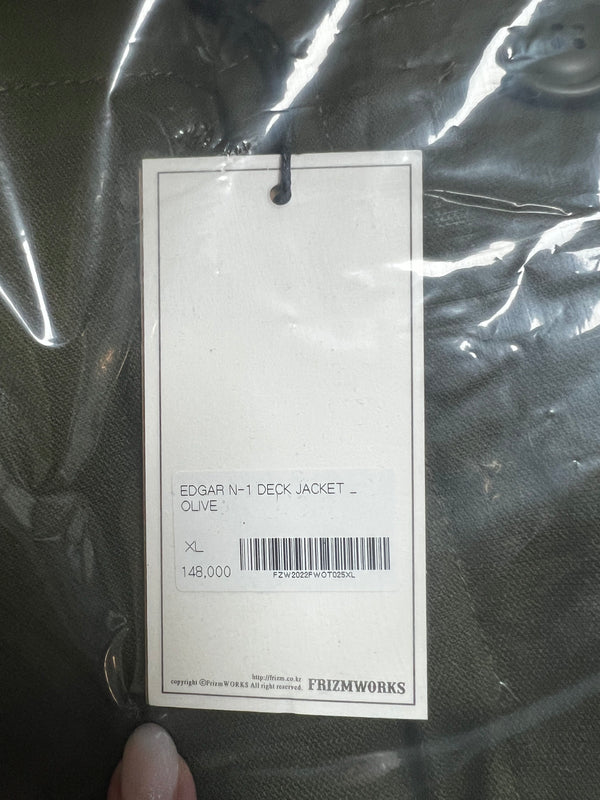 EDGAR N-1 DECK JACKET _
OLIVE
XL
148,000
FZW2022FWOT025XL
http://frizm.co.kr
copyright ©FrizmWORKS All right reserved.
FRIZMWORKS